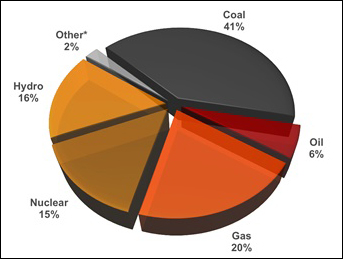 Coal
41%
Other*
2%
Hydro
16%
Oil
6%
Nuclear
15%
Gas
20%